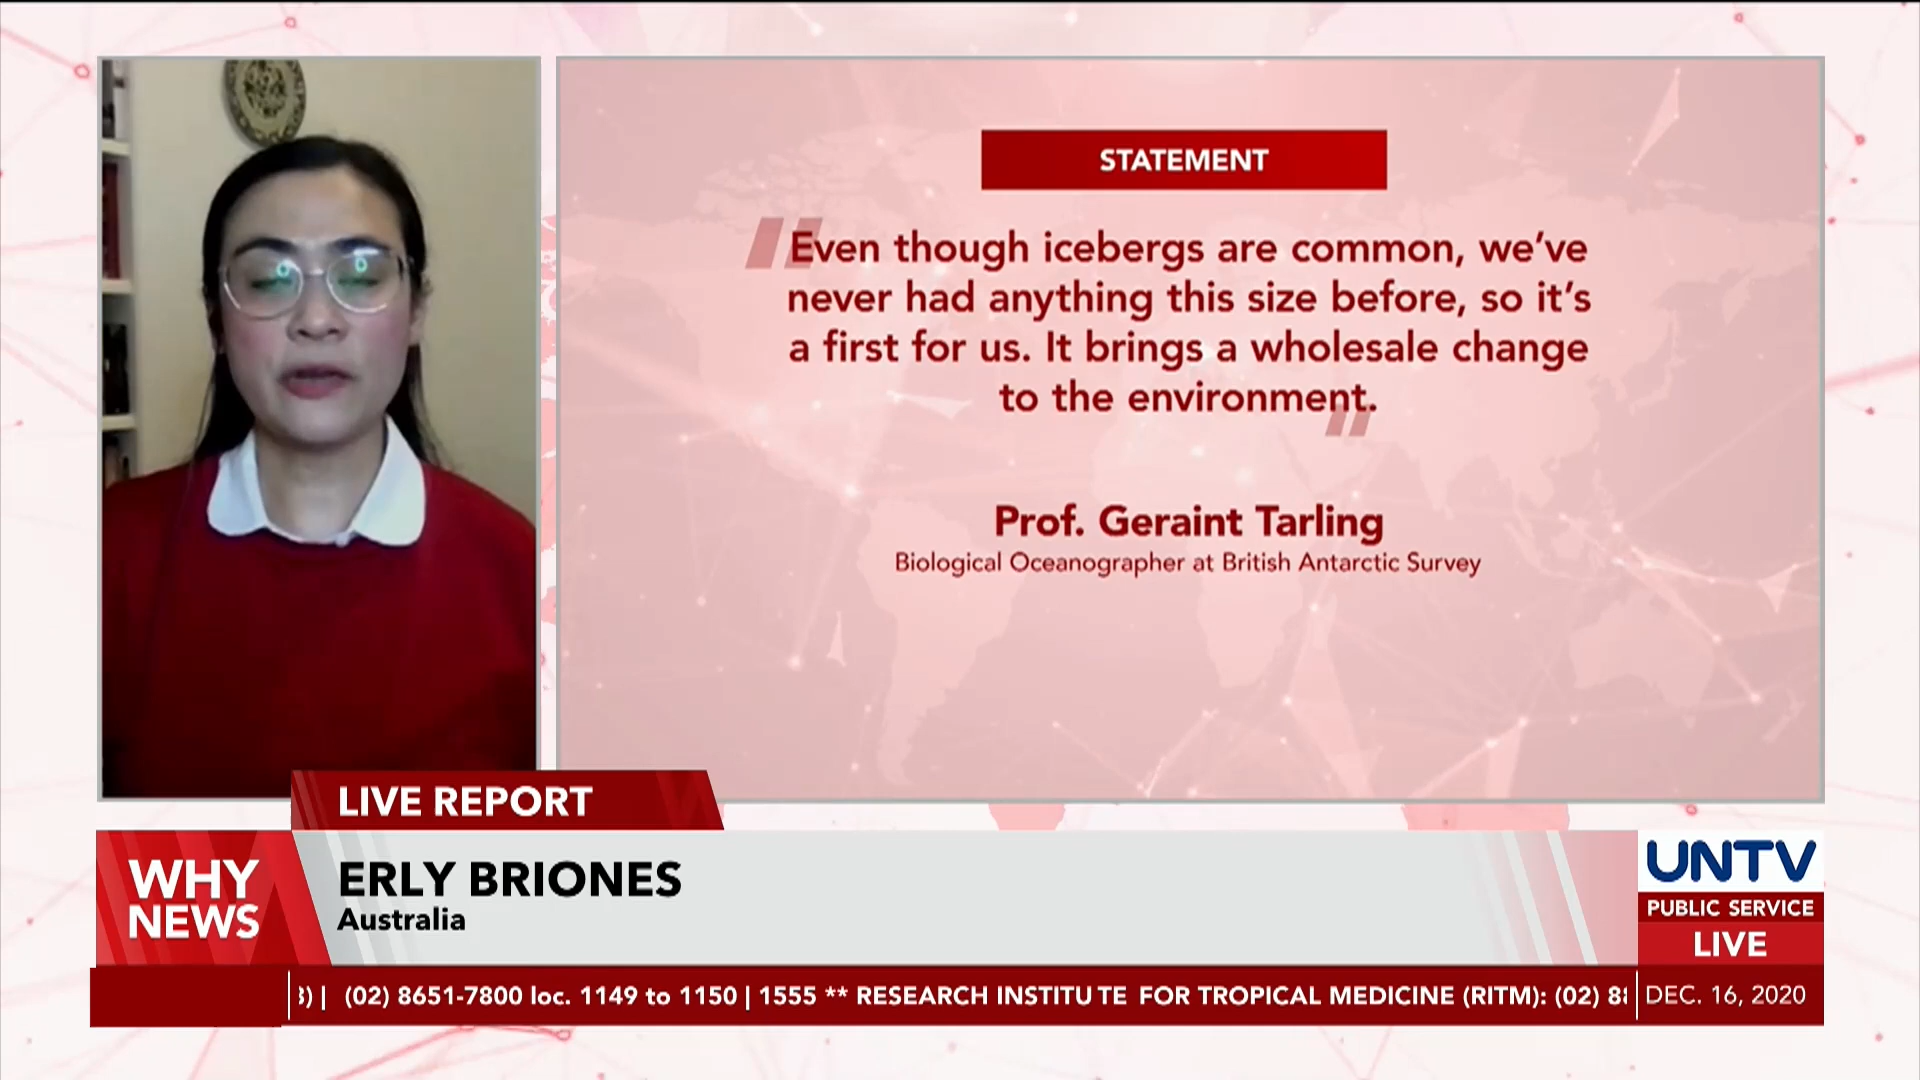 STATEMENT
Even though icebergs are common, we've
never had anything this size before, so it's
a first for us. It brings a wholesale change
to the environment.
Prof. Geraint Tarling
Biological Oceanographer at British Antarctic Survey
LIVE REPORT
WHY
NEWS
ERLY BRIONES
Australia
UNTV
PUBLIC SERVICE
LIVE
) | (02) 8651-7800 loc. 1149 to 1150 | 1555 ** RESEARCH INSTITUTE FOR TROPICAL MEDICINE (RITM): (02) 8
DEC. 16, 2020